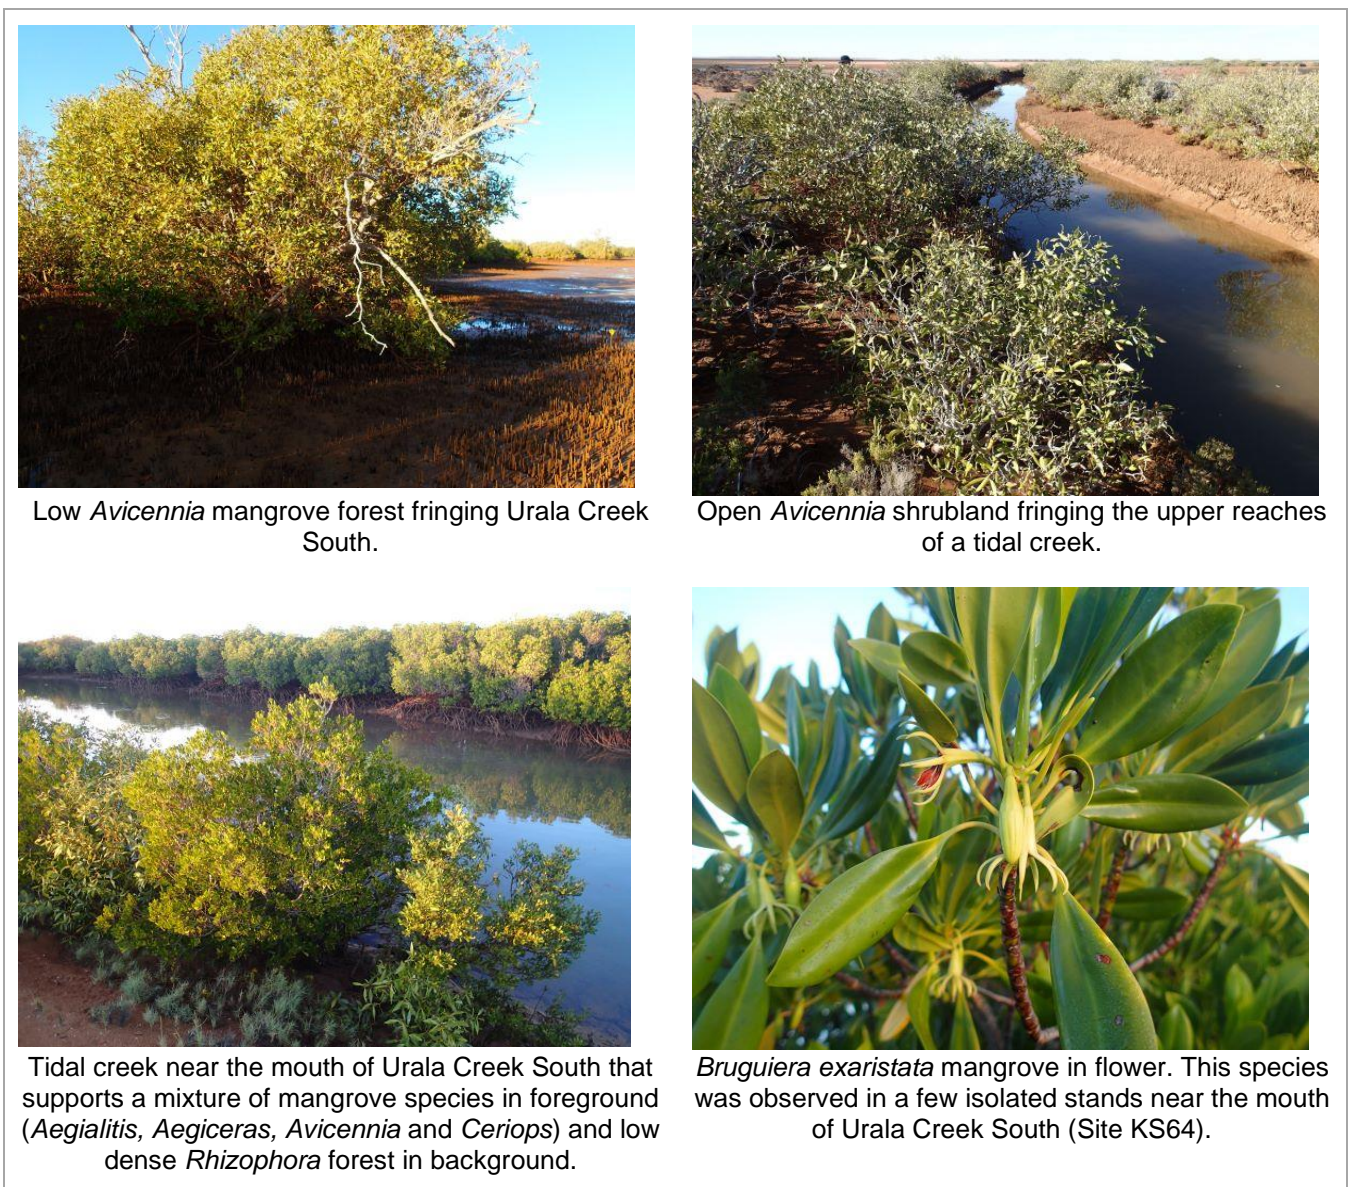 Low Avicennia mangrove forest fringing Urala Creek
South.
Open Avicennia shrubland fringing the upper reaches
of a tidal creek.
Tidal creek near the mouth of Urala Creek South that
supports a mixture of mangrove species in foreground
(Aegialitis, Aegiceras, Avicennia and Ceriops) and low
dense Rhizophora forest in background.
Bruguiera exaristata mangrove in flower. This species
was observed in a few isolated stands near the mouth
of Urala Creek South (Site KS64).